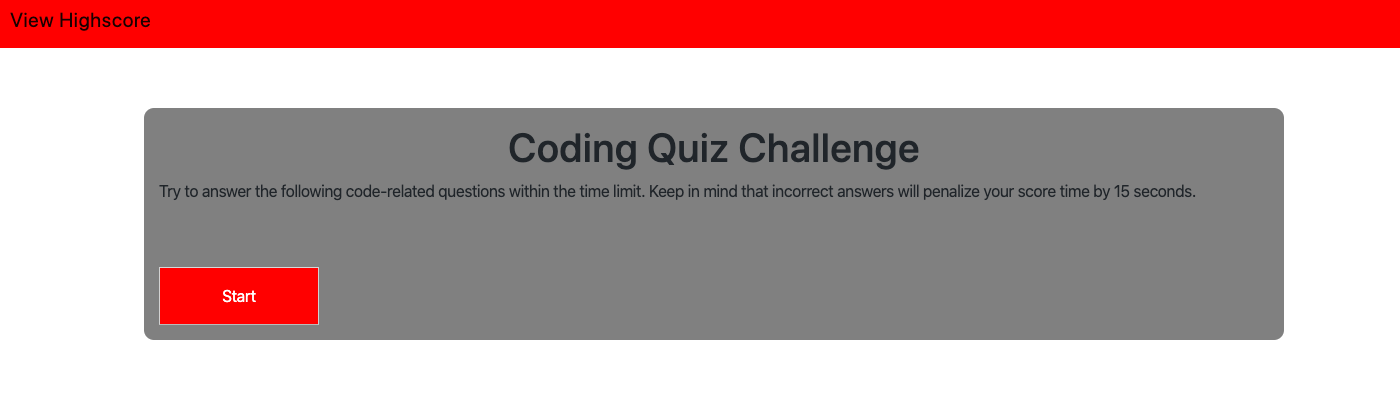 View Highscore
Coding Quiz Challenge
Try to answer the following code-related questions within the time limit. Keep in mind that incorrect answers will penalize your score time by 15 seconds.
Start